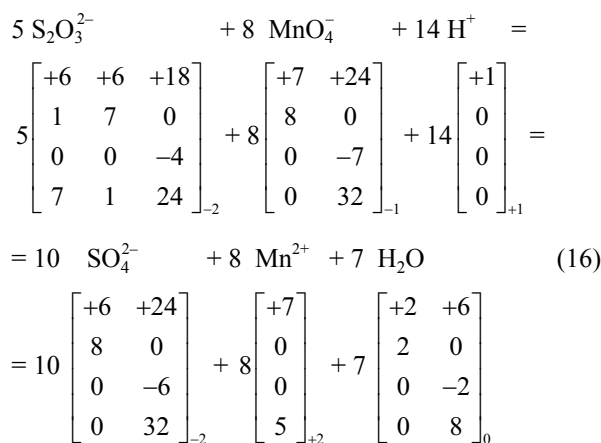 5 S₂O₃²⁻ + 8 MnO₄⁻ + 14 H⁺ =
5 [+6 +6 +18; 1 7 0; 0 0 –4; 7 1 24]₋₂ + 8 [+7 +24; 8 0; 0 –7; 0 32]₋₁ + 14 [+1; 0; 0; 0]₊₁ =
= 10 SO₄²⁻ + 8 Mn²⁺ + 7 H₂O (16)
= 10 [+6 +24; 8 0; 0 –6; 0 32]₋₂ + 8 [+7; 0; 0; 5]₊₂ + 7 [+2 +6; 2 0; 0 –2; 0 8]₀